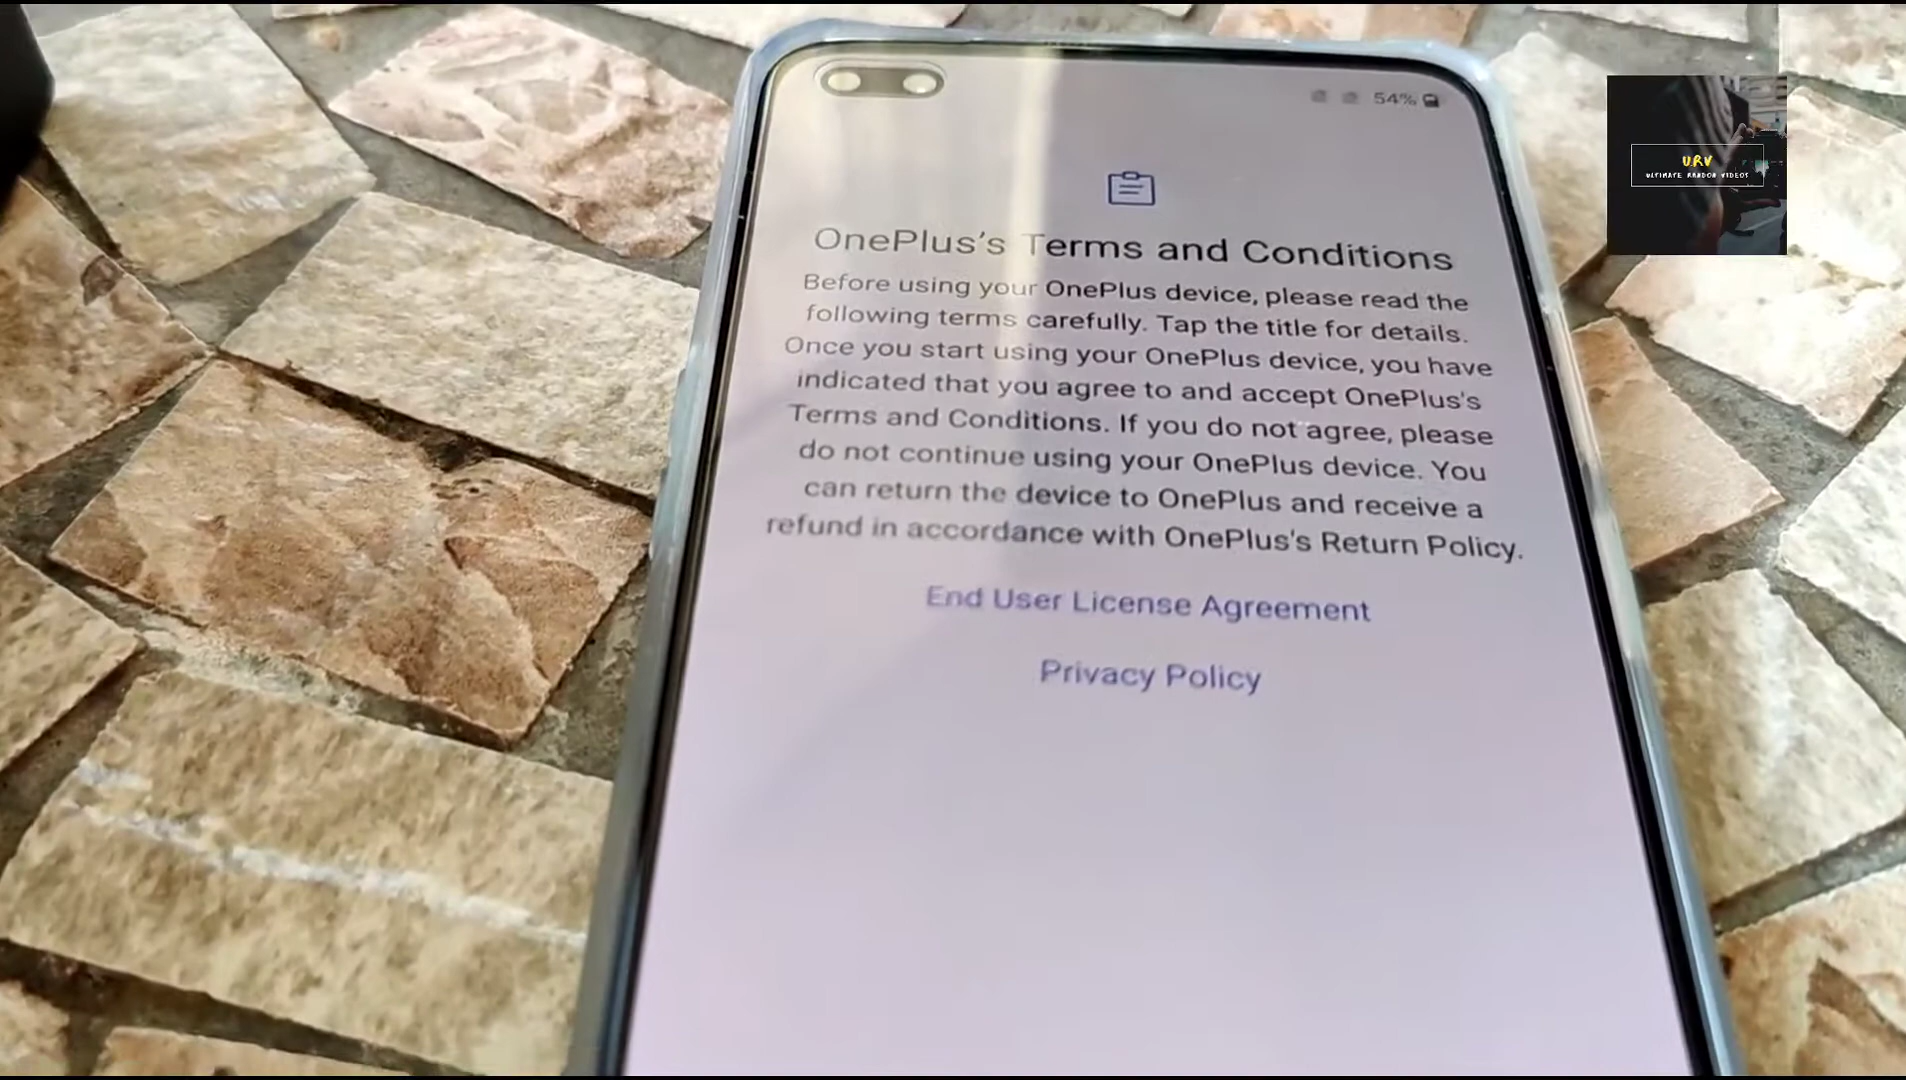 54%
U.R.V
ULTIMATE RANDOM VIDEOS
OnePlus's Terms and Conditions
Before using your OnePlus device, please read the
following terms carefully. Tap the title for details.
Once you start using your OnePlus device, you have
indicated that you agree to and accept OnePlus's
Terms and Conditions. If you do not agree, please
do not continue using your OnePlus device. You
can return the device to OnePlus and receive a
refund in accordance with OnePlus's Return Policy.
End User License Agreement
Privacy Policy